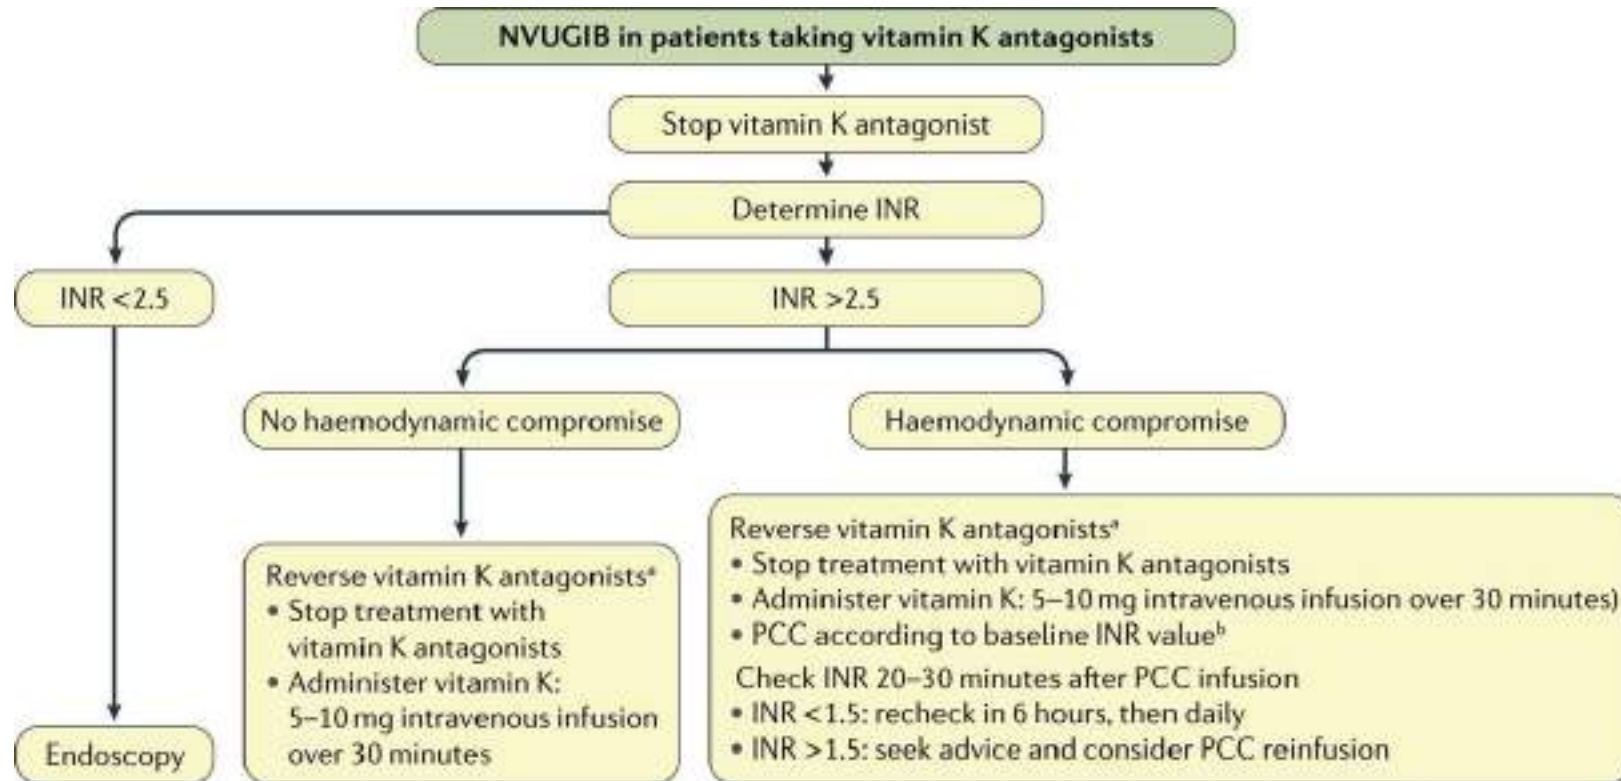 NVUGIB in patients taking vitamin K antagonists
Stop vitamin K antagonist
Determine INR
INR <2.5
INR >2.5
No haemodynamic compromise
Haemodynamic compromise
Reverse vitamin K antagonistsᵃ
• Stop treatment with
vitamin K antagonists
• Administer vitamin K:
5–10 mg intravenous infusion
over 30 minutes
Reverse vitamin K antagonistsᵃ
• Stop treatment with vitamin K antagonists
• Administer vitamin K: 5–10 mg intravenous infusion over 30 minutes)
• PCC according to baseline INR valueᵇ
Check INR 20–30 minutes after PCC infusion
• INR <1.5: recheck in 6 hours, then daily
• INR >1.5: seek advice and consider PCC reinfusion
Endoscopy